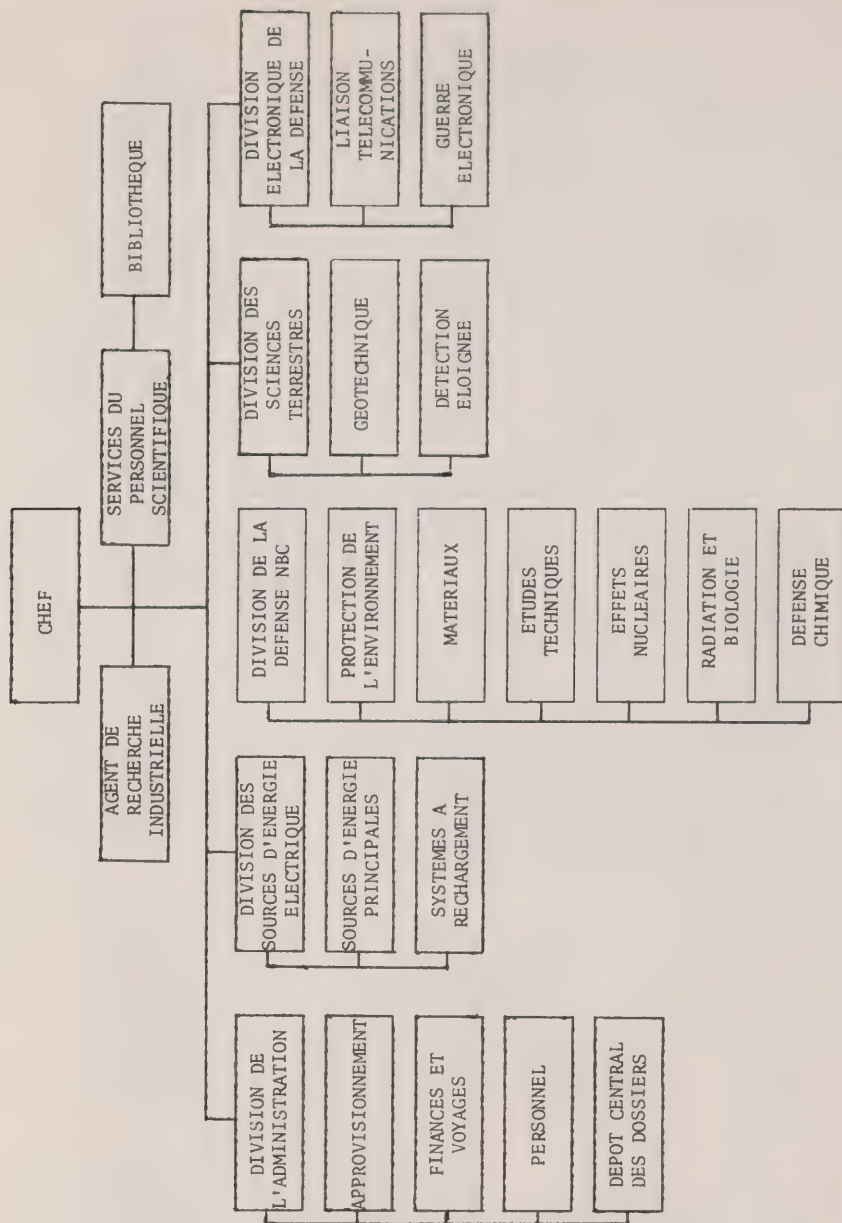 CHEF
AGENT DE
RECHERCHE
INDUSTRIELLE
SERVICES DU
PERSONNEL
SCIENTIFIQUE
BIBLIOTHEQUE
DIVISION DE
L'ADMINISTRATION
APPROVISIONNEMENT
FINANCES ET
VOYAGES
PERSONNEL
DEPOT CENTRAL
DES DOSSIERS
DIVISION DES
SOURCES D'ENERGIE
ELECTRIQUE
SOURCES D'ENERGIE
PRINCIPALES
SYSTEMES A
RECHARGEMENT
DIVISION DE LA
DEFENSE NBC
PROTECTION DE
L'ENVIRONNEMENT
MATERIAUX
ETUDES
TECHNIQUES
EFFETS
NUCLEAIRES
RADIATION ET
BIOLOGIE
DEFENSE
CHIMIQUE
DIVISION DES
SCIENCES
TERRESTRES
GEOTECHNIQUE
DETECTION
ELOIGNEE
DIVISION
ELECTRONIQUE DE
LA DEFENSE
LIAISON
TELECOMMU-
NICATIONS
GUERRE
ELECTRONIQUE